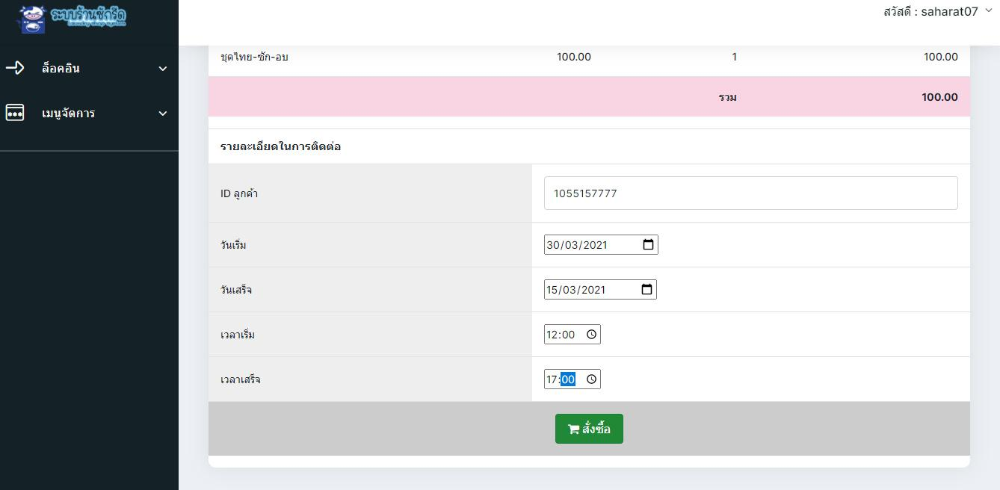 ระบบร้านซักรีด
laundry shop system
สวัสดี : saharat07
ล็อคอิน
เมนูจัดการ
ชุดไทย-ซัก-อบ 100.00 1 100.00
รวม 100.00
รายละเอียดในการติดต่อ
ID ลูกค้า 1055157777
วันเริ่ม 30/03/2021
วันเสร็จ 15/03/2021
เวลาเริ่ม 12:00
เวลาเสร็จ 17:00
สั่งซื้อ